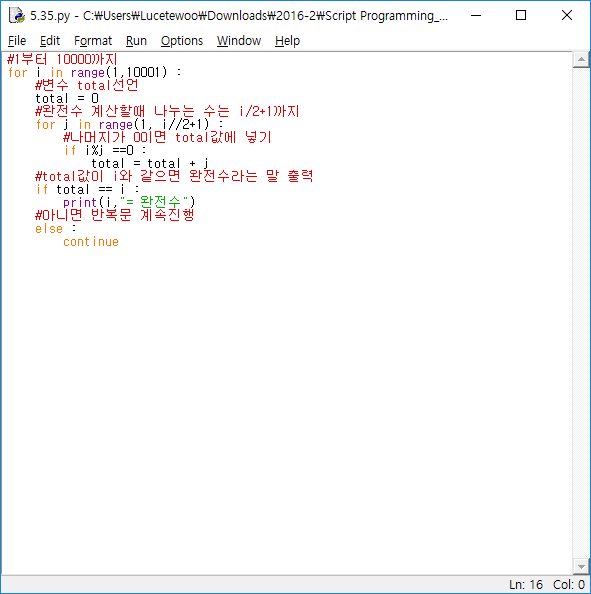 5.35.py - C:₩Users₩Lucetewoo₩Downloads₩2016-2₩Script Programming_...
File Edit Format Run Options Window Help
#1부터 10000까지
for i in range(1,10001) :
    #변수 total선언
    total = 0
    #완전수 계산할때 나누는 수는 i/2+1까지
    for j in range(1, i//2+1) :
        #나머지가 0이면 total값에 넣기
        if i%j ==0 :
            total = total + j
    #total값이 i와 같으면 완전수라는 말 출력
    if total == i :
        print(i,"= 완전수")
    #아니면 반복문 계속진행
    else :
        continue
Ln: 16 Col: 0